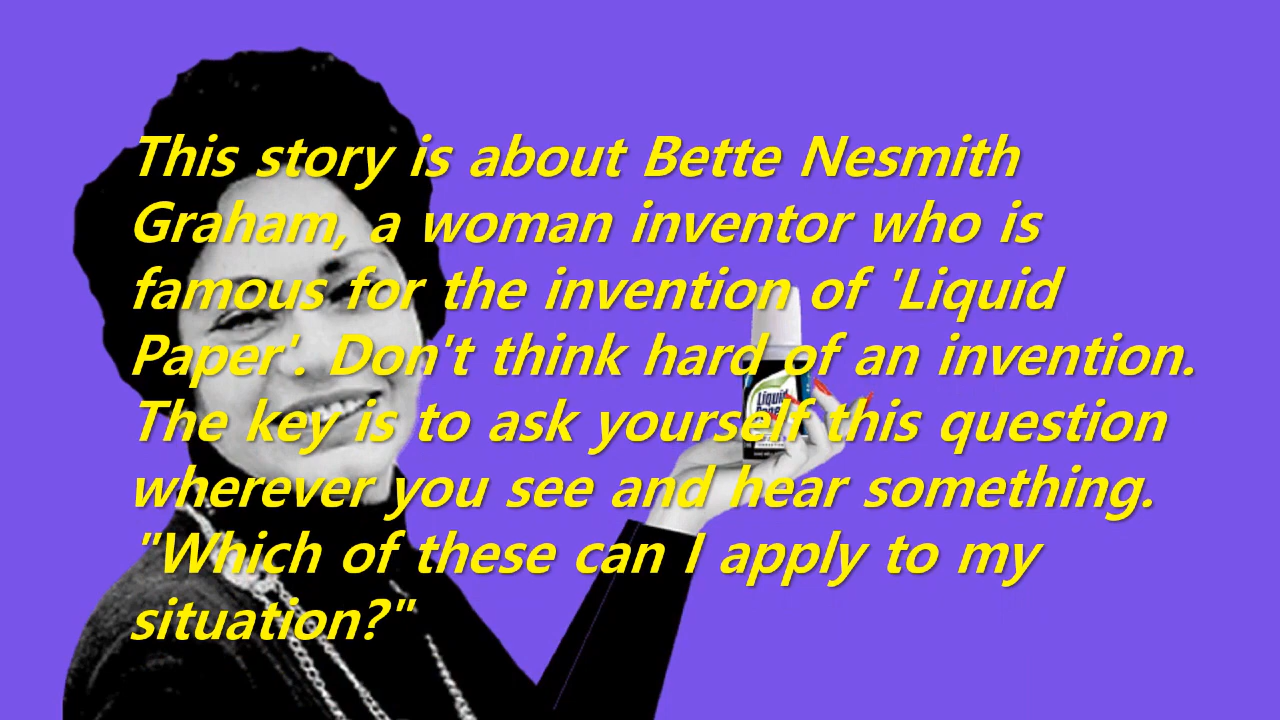 This story is about Bette Nesmith
Graham, a woman inventor who is
famous for the invention of 'Liquid
Paper'. Don't think hard of an invention.
The key is to ask yourself this question
wherever you see and hear something.
"Which of these can I apply to my
situation?"
Liquid